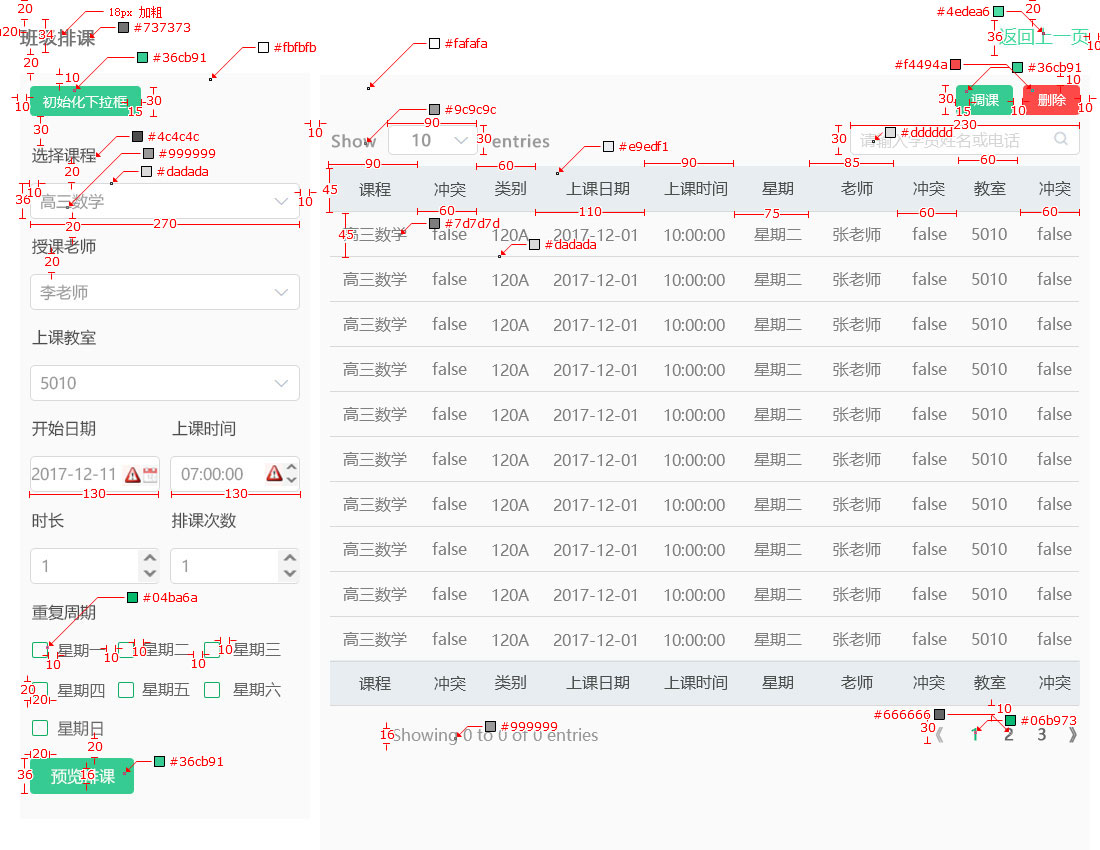 18px 加粗
#737373
班级排课
20
20
34
20
#4edea6
20
36
返回上一页
10
#36cb91
#fbfbfb
#fafafa
#f4494a
#36cb91
10
10
10
初始化下拉框
30
15
30
30
调课
删除
10
15
10
#4c4c4c
选择课程
#999999
20
#dadada
10
36
高三数学
10
270
20
授课老师
20
李老师
上课教室
5010
开始日期 上课时间
2017-12-11 07:00:00
130 130
时长 排课次数
1 1
#04ba6a
重复周期
星期一 星期二 星期三
10 10 10 10 10
星期四 星期五 星期六
20
20
星期日
20
20
36
预览排课
16
#36cb91
#9c9c9c
10
Show 10 entries
90
30
#e9edf1
#dddddd
230
30
请输入学员姓名或电话
90 60 90 85 60
45
课程 冲突 类别 上课日期 上课时间 星期 老师 冲突 教室 冲突
60 110 75 60 60
#7d7d7d
45
#dadada
高三数学 false 120A 2017-12-01 10:00:00 星期二 张老师 false 5010 false
高三数学 false 120A 2017-12-01 10:00:00 星期二 张老师 false 5010 false
高三数学 false 120A 2017-12-01 10:00:00 星期二 张老师 false 5010 false
高三数学 false 120A 2017-12-01 10:00:00 星期二 张老师 false 5010 false
高三数学 false 120A 2017-12-01 10:00:00 星期二 张老师 false 5010 false
高三数学 false 120A 2017-12-01 10:00:00 星期二 张老师 false 5010 false
高三数学 false 120A 2017-12-01 10:00:00 星期二 张老师 false 5010 false
高三数学 false 120A 2017-12-01 10:00:00 星期二 张老师 false 5010 false
高三数学 false 120A 2017-12-01 10:00:00 星期二 张老师 false 5010 false
高三数学 false 120A 2017-12-01 10:00:00 星期二 张老师 false 5010 false
课程 冲突 类别 上课日期 上课时间 星期 老师 冲突 教室 冲突
#999999
16
Showing 0 to 0 of 0 entries
#666666
10
#06b973
30
《 1 2 3 》